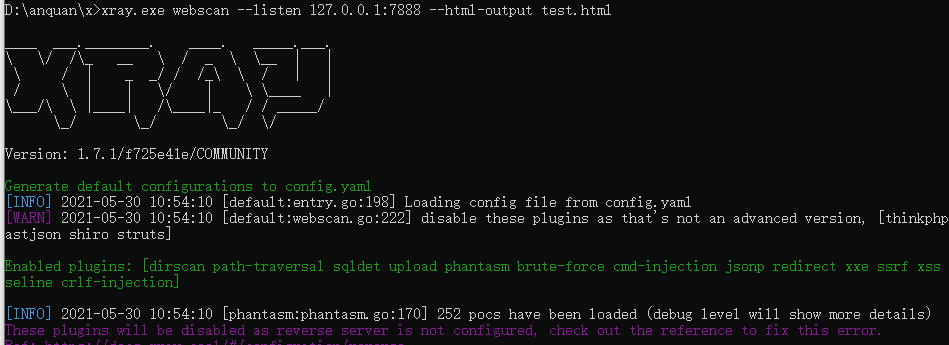 D:\anquan\x>xray.exe webscan --listen 127.0.0.1:7888 --html-output test.html
XRAY
Version: 1.7.1/f725e41e/COMMUNITY
Generate default configurations to config.yaml
[INFO] 2021-05-30 10:54:10 [default:entry.go:198] Loading config file from config.yaml
[WARN] 2021-05-30 10:54:10 [default:webscan.go:222] disable these plugins as that's not an advanced version, [thinkphp
astjson shiro struts]
Enabled plugins: [dirscan path-traversal sqldet upload phantasm brute-force cmd-injection jsonp redirect xxe ssrf xss
seline crlf-injection]
[INFO] 2021-05-30 10:54:10 [phantasm:phantasm.go:170] 252 pocs have been loaded (debug level will show more details)
These plugins will be disabled as reverse server is not configured, check out the reference to fix this error.